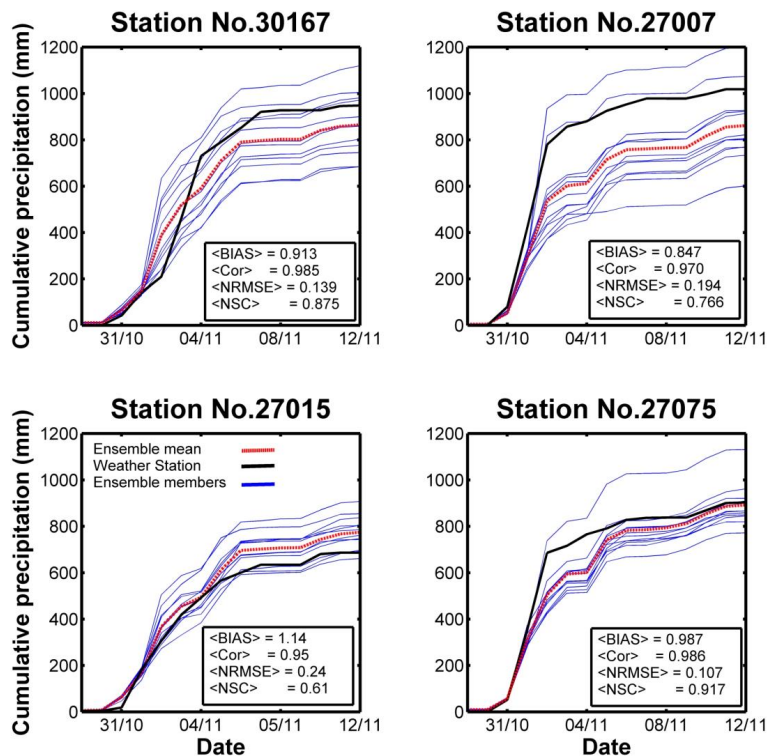 Station No.30167
Station No.27007
Cumulative precipitation (mm)
1200
1000
800
600
400
200
0
<BIAS> = 0.913
<Cor> = 0.985
<NRMSE> = 0.139
<NSC> = 0.875
31/10 04/11 08/11 12/11
1200
1000
800
600
400
200
0
<BIAS> = 0.847
<Cor> = 0.970
<NRMSE> = 0.194
<NSC> = 0.766
31/10 04/11 08/11 12/11
Station No.27015
Station No.27075
Cumulative precipitation (mm)
1200
1000
800
600
400
200
0
Ensemble mean
Weather Station
Ensemble members
<BIAS> = 1.14
<Cor> = 0.95
<NRMSE> = 0.24
<NSC> = 0.61
31/10 04/11 05/11 12/11
Date
1200
1000
800
600
400
200
0
<BIAS> = 0.987
<Cor> = 0.986
<NRMSE> = 0.107
<NSC> = 0.917
31/10 04/11 08/11 12/11
Date